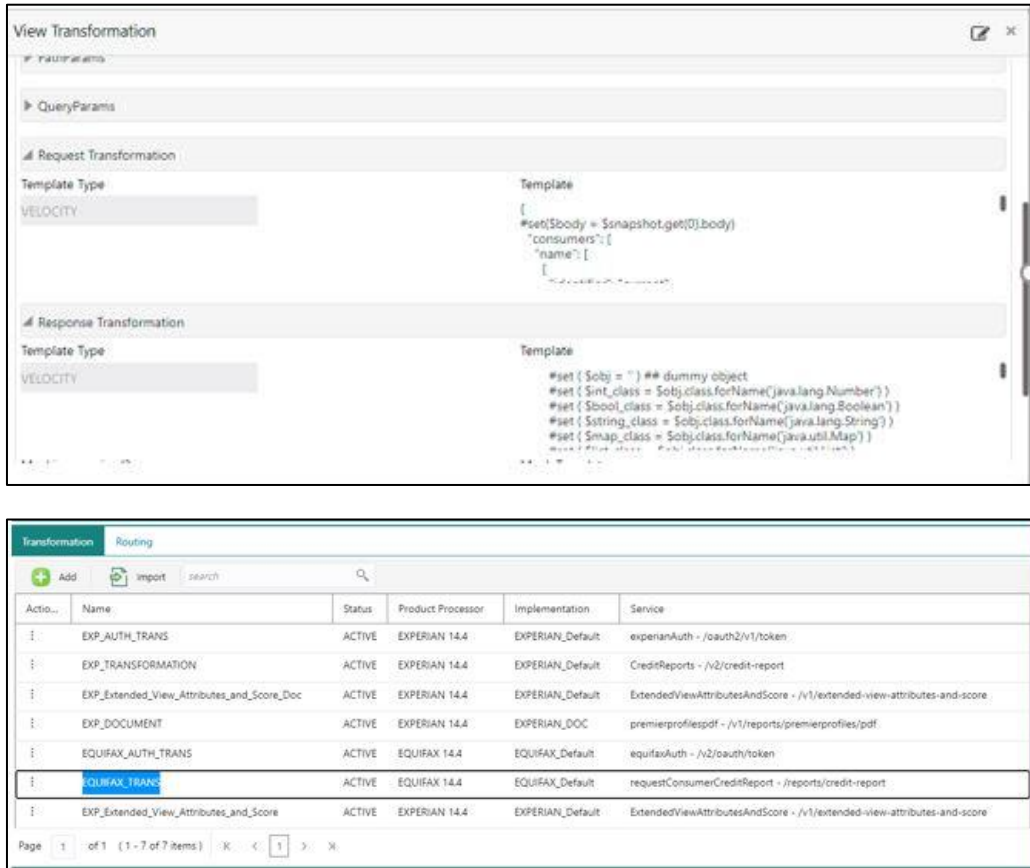 View Transformation
PathParams
QueryParams
Request Transformation
Template Type
Template
VELOCITY
{
#set($body = $snapshot.get(0).body)
"consumers": [
"name": [
{
"identifier": "current"
Response Transformation
Template Type
Template
VELOCITY
#set ( $obj = '' ) ## dummy object
#set ( $int_class = $obj.class.forName('java.lang.Number') )
#set ( $bool_class = $obj.class.forName('java.lang.Boolean') )
#set ( $string_class = $obj.class.forName('java.lang.String') )
#set ( $map_class = $obj.class.forName('java.util.Map') )
Transformation Routing
Add Import search
Actio... Name Status Product Processor Implementation Service
EXP_AUTH_TRANS ACTIVE EXPERIAN 14.4 EXPERIAN_Default experianAuth - /oauth2/v1/token
EXP_TRANSFORMATION ACTIVE EXPERIAN 14.4 EXPERIAN_Default CreditReports - /v2/credit-report
EXP_Extended_View_Attributes_and_Score_Doc ACTIVE EXPERIAN 14.4 EXPERIAN_Default ExtendedViewAttributesAndScore - /v1/extended-view-attributes-and-score
EXP_DOCUMENT ACTIVE EXPERIAN 14.4 EXPERIAN_DOC premierprofilespdf - /v1/reports/premierprofiles/pdf
EQUIFAX_AUTH_TRANS ACTIVE EQUIFAX 14.4 EQUIFAX_Default equifaxAuth - /v2/oauth/token
EQUIFAX_TRANS ACTIVE EQUIFAX 14.4 EQUIFAX_Default requestConsumerCreditReport - /reports/credit-report
EXP_Extended_View_Attributes_and_Score ACTIVE EXPERIAN 14.4 EXPERIAN_Default ExtendedViewAttributesAndScore - /v1/extended-view-attributes-and-score
Page 1 of 1 (1 - 7 of 7 items) K < 1 > X